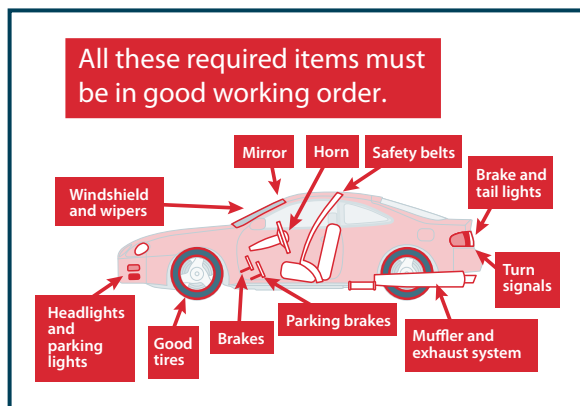 All these required items must
be in good working order.
Mirror
Horn
Safety belts
Windshield
and wipers
Brake and
tail lights
Turn
signals
Headlights
and
parking
lights
Good
tires
Brakes
Parking brakes
Muffler and
exhaust system